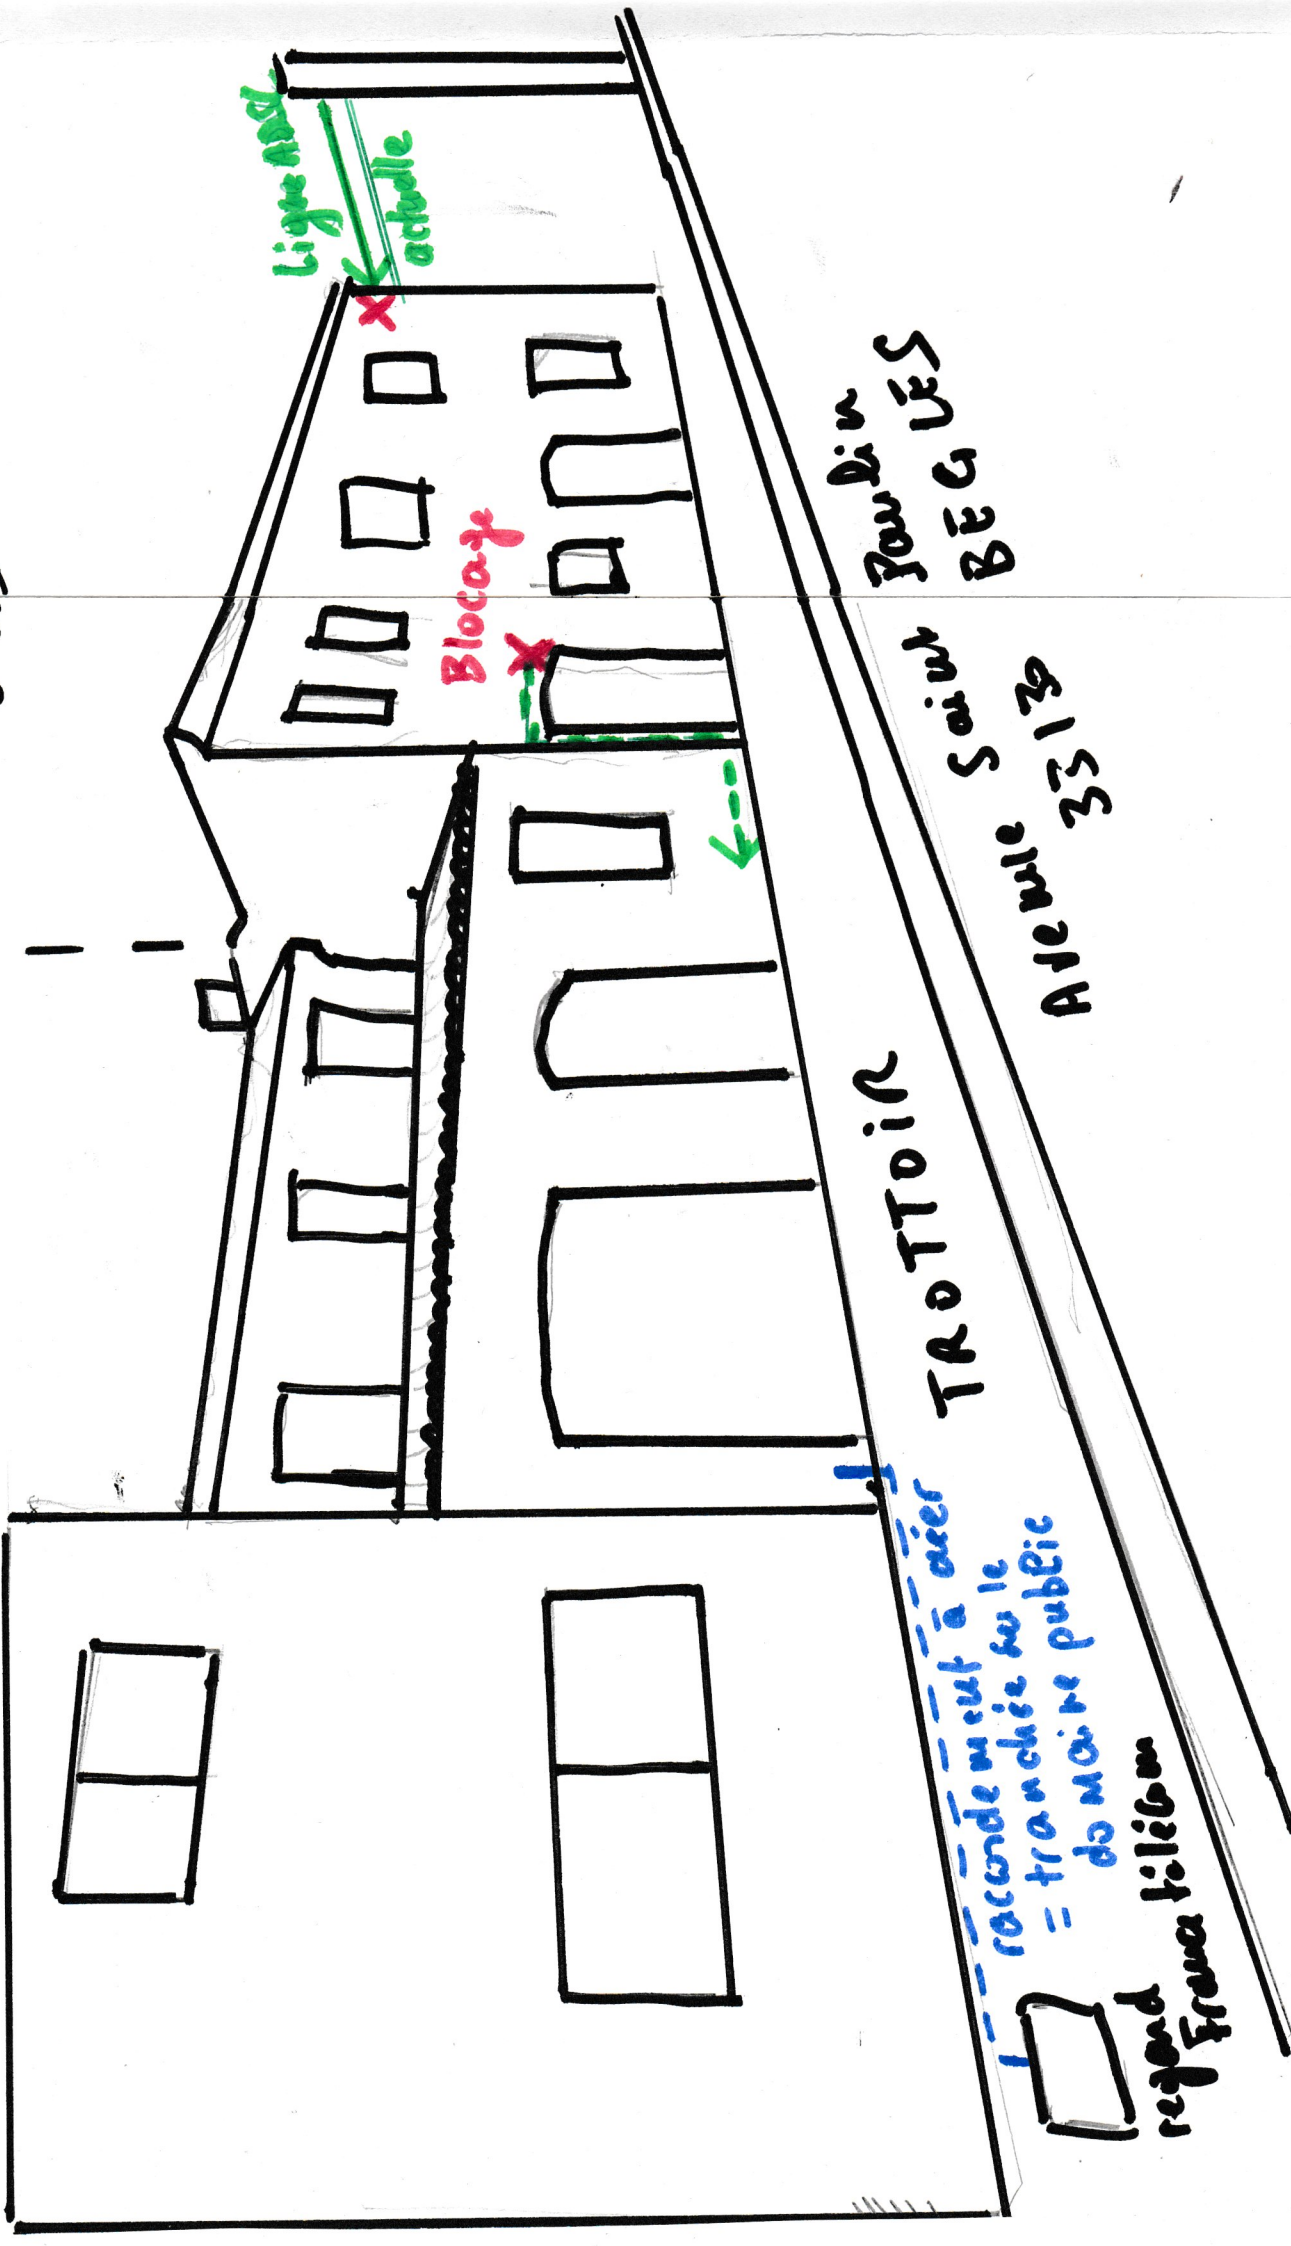 Ligne ADSL
actuelle
Blocage
TROTTOIR
Avenue Saint Paulin
33130 BÈGLES
raccordement à créer
= tranchée sur le
domaine public
regard
France télécom